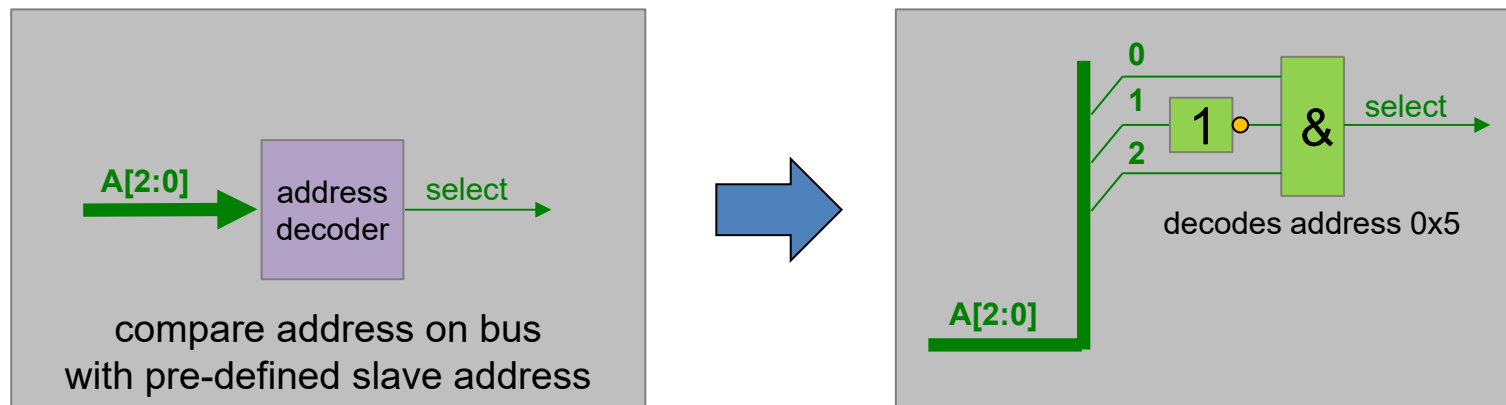 A[2:0]
address
decoder
select
compare address on bus
with pre-defined slave address
0
1
2
1
&
select
decodes address 0x5
A[2:0]